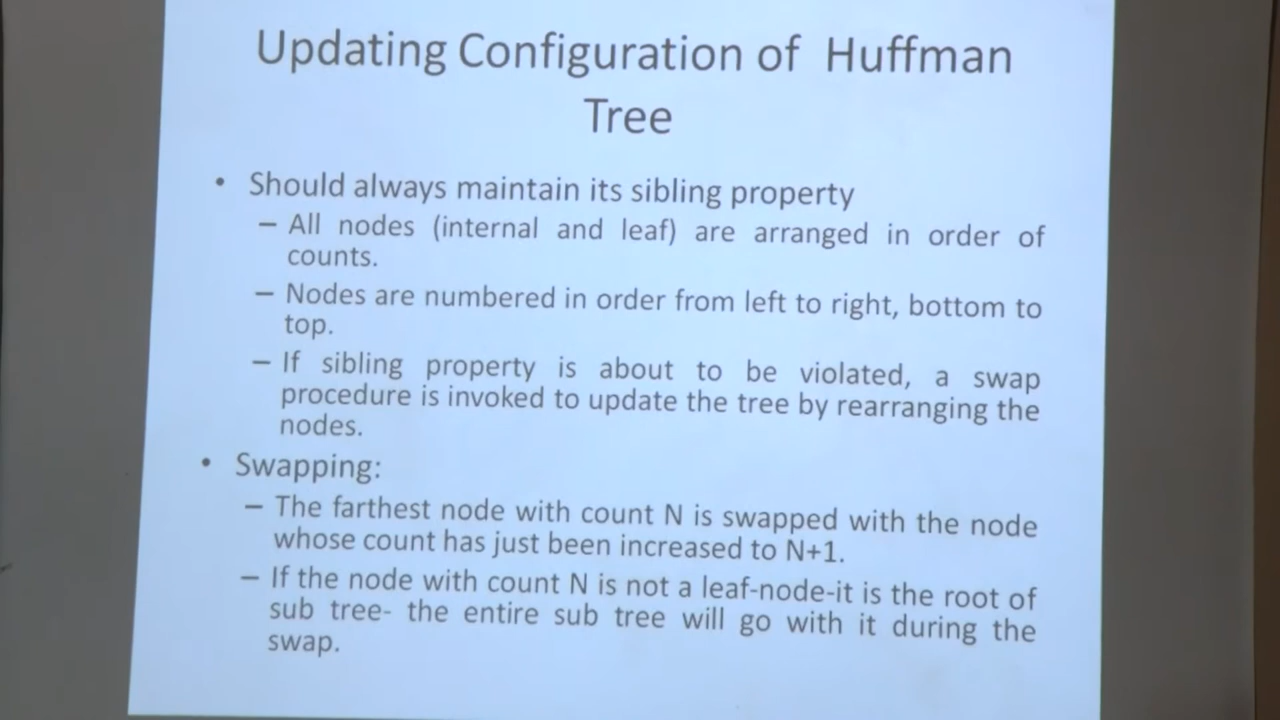 Updating Configuration of Huffman
Tree
• Should always maintain its sibling property
– All nodes (internal and leaf) are arranged in order of
counts.
– Nodes are numbered in order from left to right, bottom to
top.
– If sibling property is about to be violated, a swap
procedure is invoked to update the tree by rearranging the
nodes.
• Swapping:
– The farthest node with count N is swapped with the node
whose count has just been increased to N+1.
– If the node with count N is not a leaf-node-it is the root of
sub tree- the entire sub tree will go with it during the
swap.